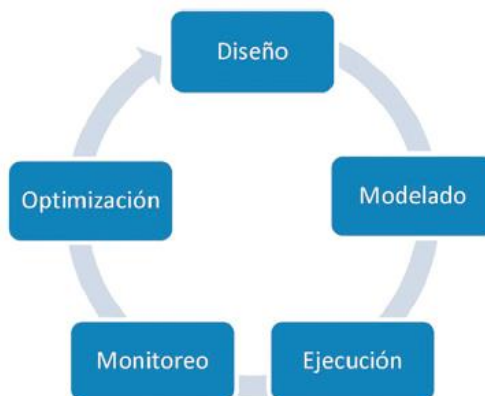 Diseño
Modelado
Ejecución
Monitoreo
Optimización